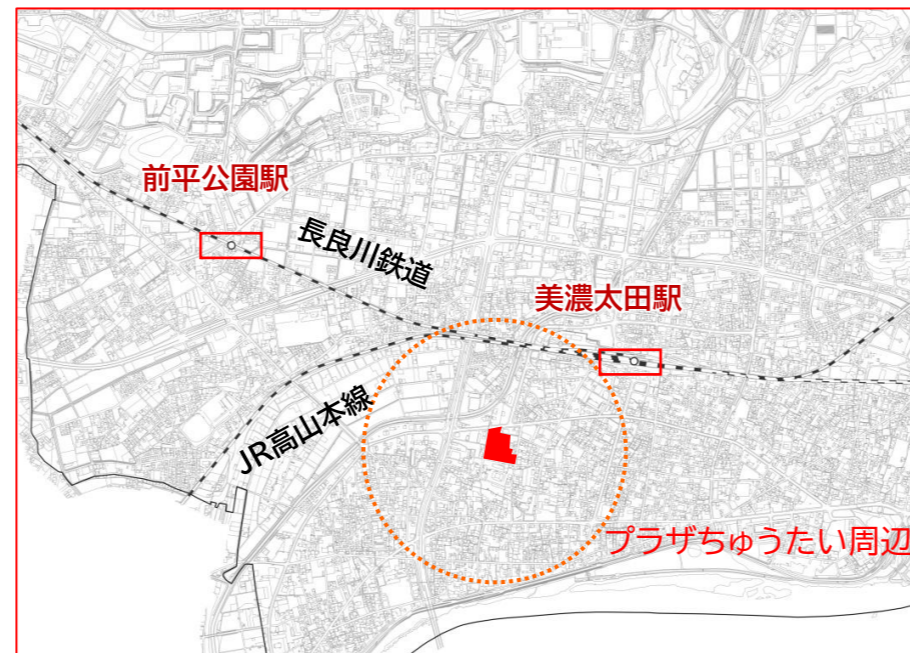 前平公園駅
長良川鉄道
美濃太田駅
JR高山本線
プラザちゅうたい周辺